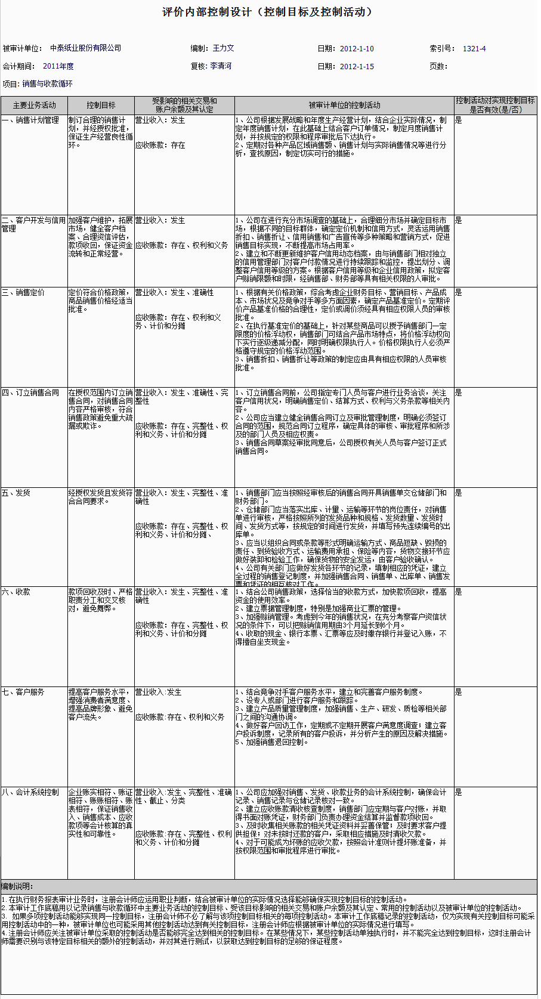 评价内部控制设计（控制目标及控制活动）
被审计单位： 中泰纸业股份有限公司 编制：王力文 日期：2012-1-10 索引号： 1321-4
会计期间： 2011年度 复核：李清河 日期：2012-1-15 页数：
项目：销售与收款循环
主要业务活动 控制目标 受影响的相关交易和 账户余额及其认定 被审计单位的控制活动 控制活动对实现控制目标 是否有效(是/否)
一、销售计划管理
制订合理的销售计
划，并经授权批准，
保证生产经营良性循
环。
营业收入：发生
应收账款：存在
1、公司根据发展战略和年度生产经营计划，结合企业实际情况，制
定年度销售计划，在此基础上结合客户订单情况，制定月度销售计
划，并按规定的权限和程序审批后下达执行。
2、定期对各种产品区域销售额、销售计划与实际销售情况等进行分
析，查找原因，制定切实可行的措施。
是
二、客户开发与信用
管理
加强客户维护，拓展
市场，健全客户档
案、合理资信评估，
款项收回，保证资金
流转和正常经营。
营业收入：发生
应收账款：存在、权利和义务
1、公司在进行充分市场调查的基础上，合理细分市场并确定目标市
场，根据不同的目标群体，确定定价机制和信用方式，灵活运用销售
折扣、销售折让、信用销售和广告宣传等多种策略和营销方式，促进
销售目标实现，不断提高市场占用率。
2、建立和不断更新维护客户信用动态档案，由与销售部门相对独立
的信用管理部门对客户付款情况进行持续跟踪和监控，提出划分、调
整客户信用等级的方案。根据客户信用等级和企业信用政策，拟定客
户赊销限额和时限，经销售部、财务部等具有相关权限的人审批。
是
三、销售定价
定价符合价格政策，
商品销售价格经适当
批准。
营业收入：发生、准确性
应收账款：存在、权利和义
务、计价和分摊
1、根据有关价格政策，综合考虑企业财务目标、营销目标、产品成
本、市场状况及竞争对手等多方面因素，确定产品基准定价。定期评
价产品基准价格的合理性，定价或调价须经具有相应权限人员的审核
批准。
2、在执行基准定价的基础上，针对某些商品可以授予销售部门一定
限度的价格浮动权，销售部门可结合产品市场特点，将价格浮动权向
下实行逐级递减分配，同时明确权限执行人。价格权限执行人必须严
格遵守规定的价格浮动范围。
3、销售折扣、销售折让等政策的制定应由具有相应权限的人员审核
批准。
是
四、订立销售合同
在授权范围内订立销
售合同，对销售合同
内容严格审核，符合
销售政策避免重大疏
漏或欺诈。
营业收入：发生、准确性、完
整性
应收账款：存在、完整性、权
利和义务、计价和分摊
1、订立销售合同前，公司指定专门人员与客户进行业务洽谈，关注
客户信用状况，明确销售定价、结算方式、权利与义务条款等相关内
容。
2、公司应当建立健全销售合同订立及审批管理制度，明确必须签订
合同的范围，规范合同订立程序，确定具体的审核、审批程序和所涉
及的部门人员及相应权责。
3、销售合同草案经审批同意后，公司授权有关人员与客户签订正式
销售合同。
是
五、发货
经授权发货且发货符
合合同要求。
营业收入：发生、完整性、准
确性
应收账款：存在、完整性、权
利和义务、计价和分摊、
1、销售部门应当按照经审核后的销售合同开具销售单交仓储部门和
财务部门。
2、仓储部门应当落实出库、计量、运输等环节的岗位责任，对销售
单进行审核，严格按照所列的发货品种和规格、发货数量、发货时
间、发货方式等，按规定的时间进行发货，并填写预先连续编号的出
库单。
3、应当以组织合同或条款等形式明确运输方式、商品短缺、毁损的
责任、到货验收方式、运输费用承担、保险等内容，货物交接环节应
做好装卸和检验工作，确保货物的安全发运，由客户验收确认。
4、公司有关部门应做好发货各环节的记录，填制相应的凭证，建立
全过程的销售登记制度，并加强销售合同、销售单、出库单、销售发
票和凭证的相互核对工作。
是
六、收款
款项回收及时、严格
职责分工和交叉核
对，避免舞弊。
营业收入：发生、完整性、准
确性
应收账款：存在、完整性、权
利和义务、计价和分摊
1、结合公司销售政策，选择恰当的收款方式，加快款项回收，提高
资金的使用效率。
2、建立票据管理制度，特别是加强商业汇票的管理。
3、加强赊销管理。考虑到今年的销售状况，在充分考察客户资信状
况的条件下，可以把赊销信用期由3个月延长到6个月。
4、收取的现金、银行本票、汇票等应及时缴存银行并登记入账，不
得擅自坐支现金。
是
七、客户服务
提高客户服务水平，
增强消费者满意度、
提高品牌形象、避免
客户流失。
营业收入:发生
应收账款:存在、权利和义务
1、结合竞争对手客户服务水平，建立和完善客户服务制度。
2、设专人或部门进行客户服务和跟踪。
3、建立产品质量管理制度，加强销售、生产、研发、质检等相关部
门之间的沟通协调。
4、做好客户回访工作，定期或不定期开展客户满意度调查；建立客
户投诉制度，记录所有的客户投诉，并分析产生的原因及解决措施。
5、加强销售退回控制。
是
八、会计系统控制
企业账实相符、账证
相符、账账相符、账
表相符，保证销售收
入、销售成本、应收
款项等会计核算的真
实性和可靠性。
营业收入:发生、完整性、准确
性、截止、分类
应收账款:存在、完整性、权利
和义务、计价和分摊
1、公司应加强对销售、发货、收款业务的会计系统控制，确保会计
记录、销售记录与仓储记录核对一致。
2、建立应收账款清收核查制度，销售部门应定期与客户对账，并取
得书面对账凭证，财务部门负责办理资金结算并监督款项收回。
3、及时收集相关账款的相关凭证资料并妥善保管；及时要求客户提
供担保；对未按时还款的客户，采取相应措施及时清收欠款。
4、对于可能成为坏账的应收欠款，按照会计准则计提坏账准备，并
按权限范围和审批程序进行审批。
是
编制说明：
1.在执行财务报表审计业务时，注册会计师应运用职业判断，结合被审计单位的实际情况选择能够确保实现控制目标的控制活动。
2.本审计工作底稿用以记录销售与收款循环中主要业务活动的控制目标、受该目标影响的相关交易和账户余额及其认定、常用的控制活动以及被审计单位的控制活动。
3. 如果多项控制活动能够实现同一控制目标，注册会计师不必了解与该项控制目标相关的每项控制活动。本审计工作底稿记录的控制活动，仅为实现有关控制目标可能采
用控制活动中的一种，被审计单位也可能采用其他控制活动达到有关控制目标，注册会计师应根据被审计单位的实际情况进行填写。
4.注册会计师应关注被审计单位采取的控制活动是否能够完全达到相关的控制目标。在某些情况下，某些控制活动单独执行时，并不能完全达到控制目标，这时注册会计
师需要识别与该特定目标相关的额外的控制活动，并对其进行测试，以获取达到控制目标的足够的保证程度。